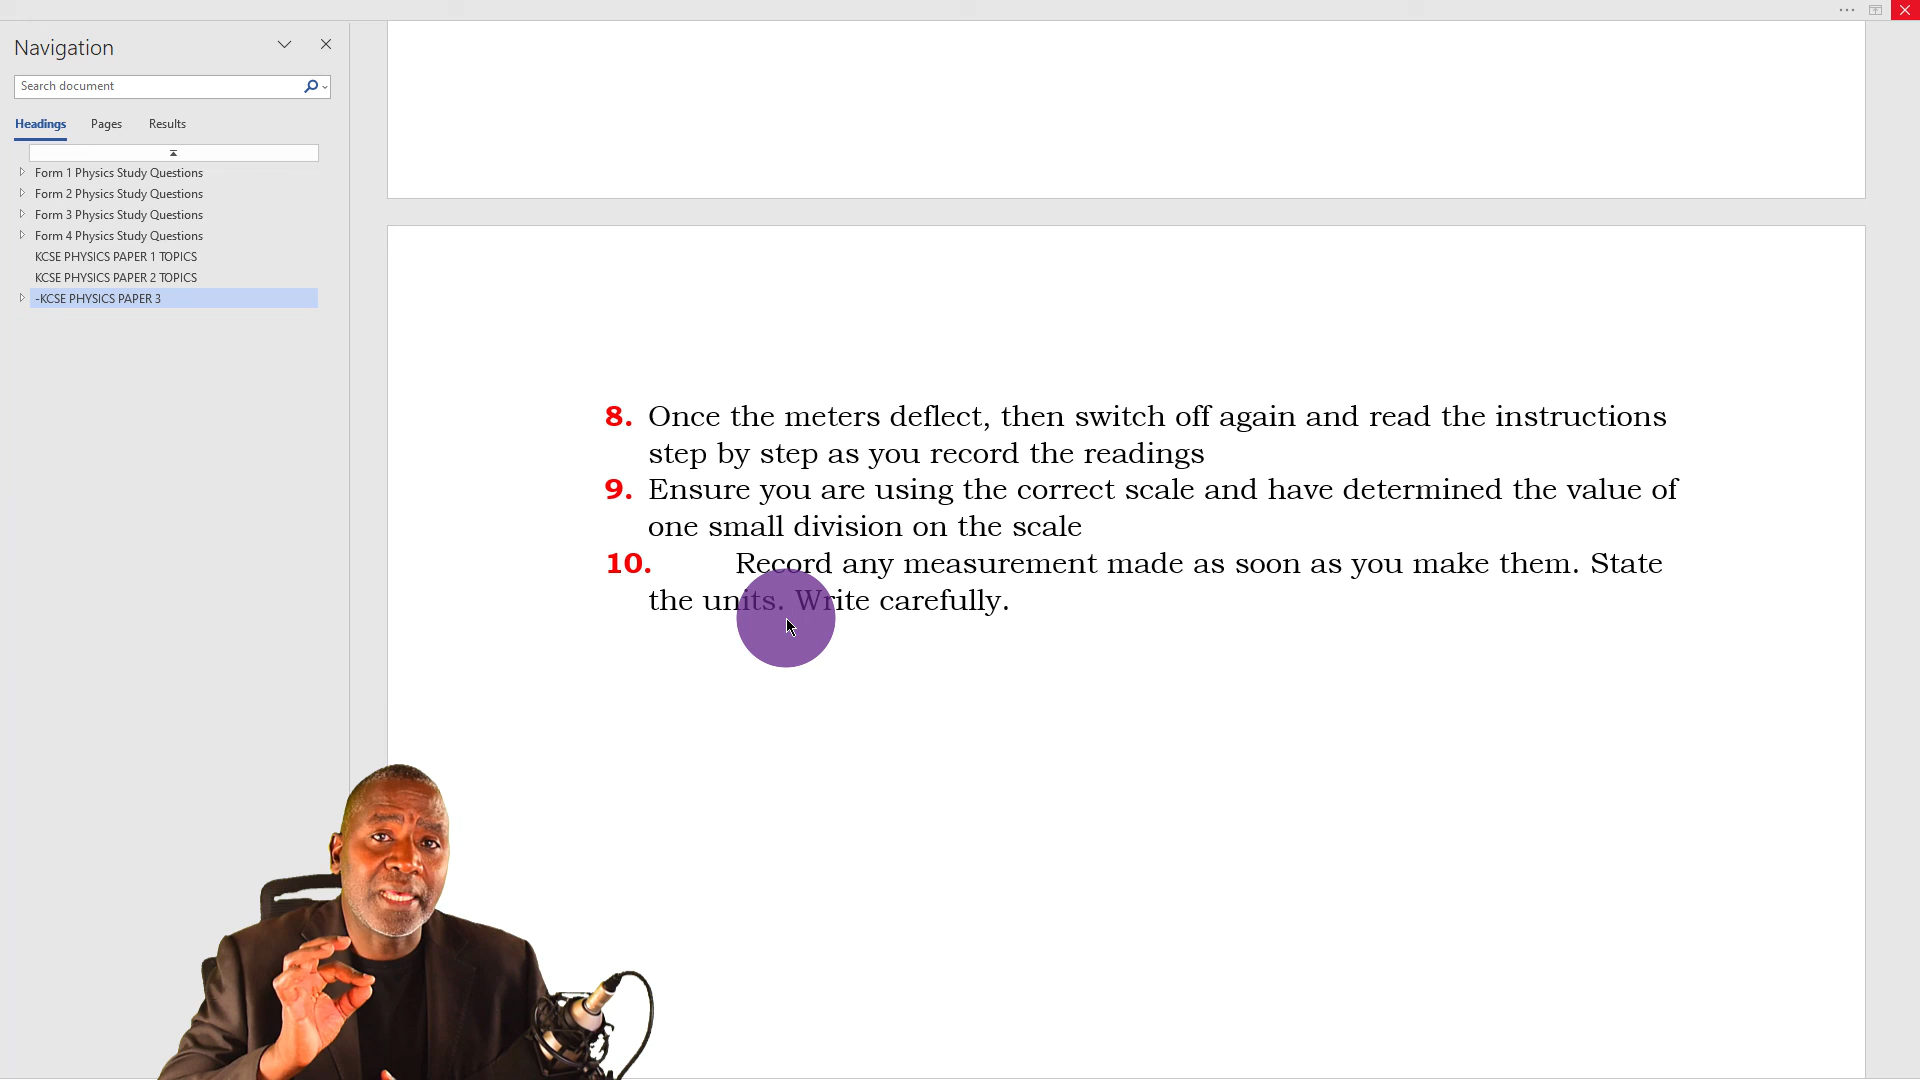 Navigation
Search document
Headings Pages Results
Form 1 Physics Study Questions
Form 2 Physics Study Questions
Form 3 Physics Study Questions
Form 4 Physics Study Questions
KCSE PHYSICS PAPER 1 TOPICS
KCSE PHYSICS PAPER 2 TOPICS
-KCSE PHYSICS PAPER 3
8. Once the meters deflect, then switch off again and read the instructions
step by step as you record the readings
9. Ensure you are using the correct scale and have determined the value of
one small division on the scale
10. Record any measurement made as soon as you make them. State
the units. Write carefully.